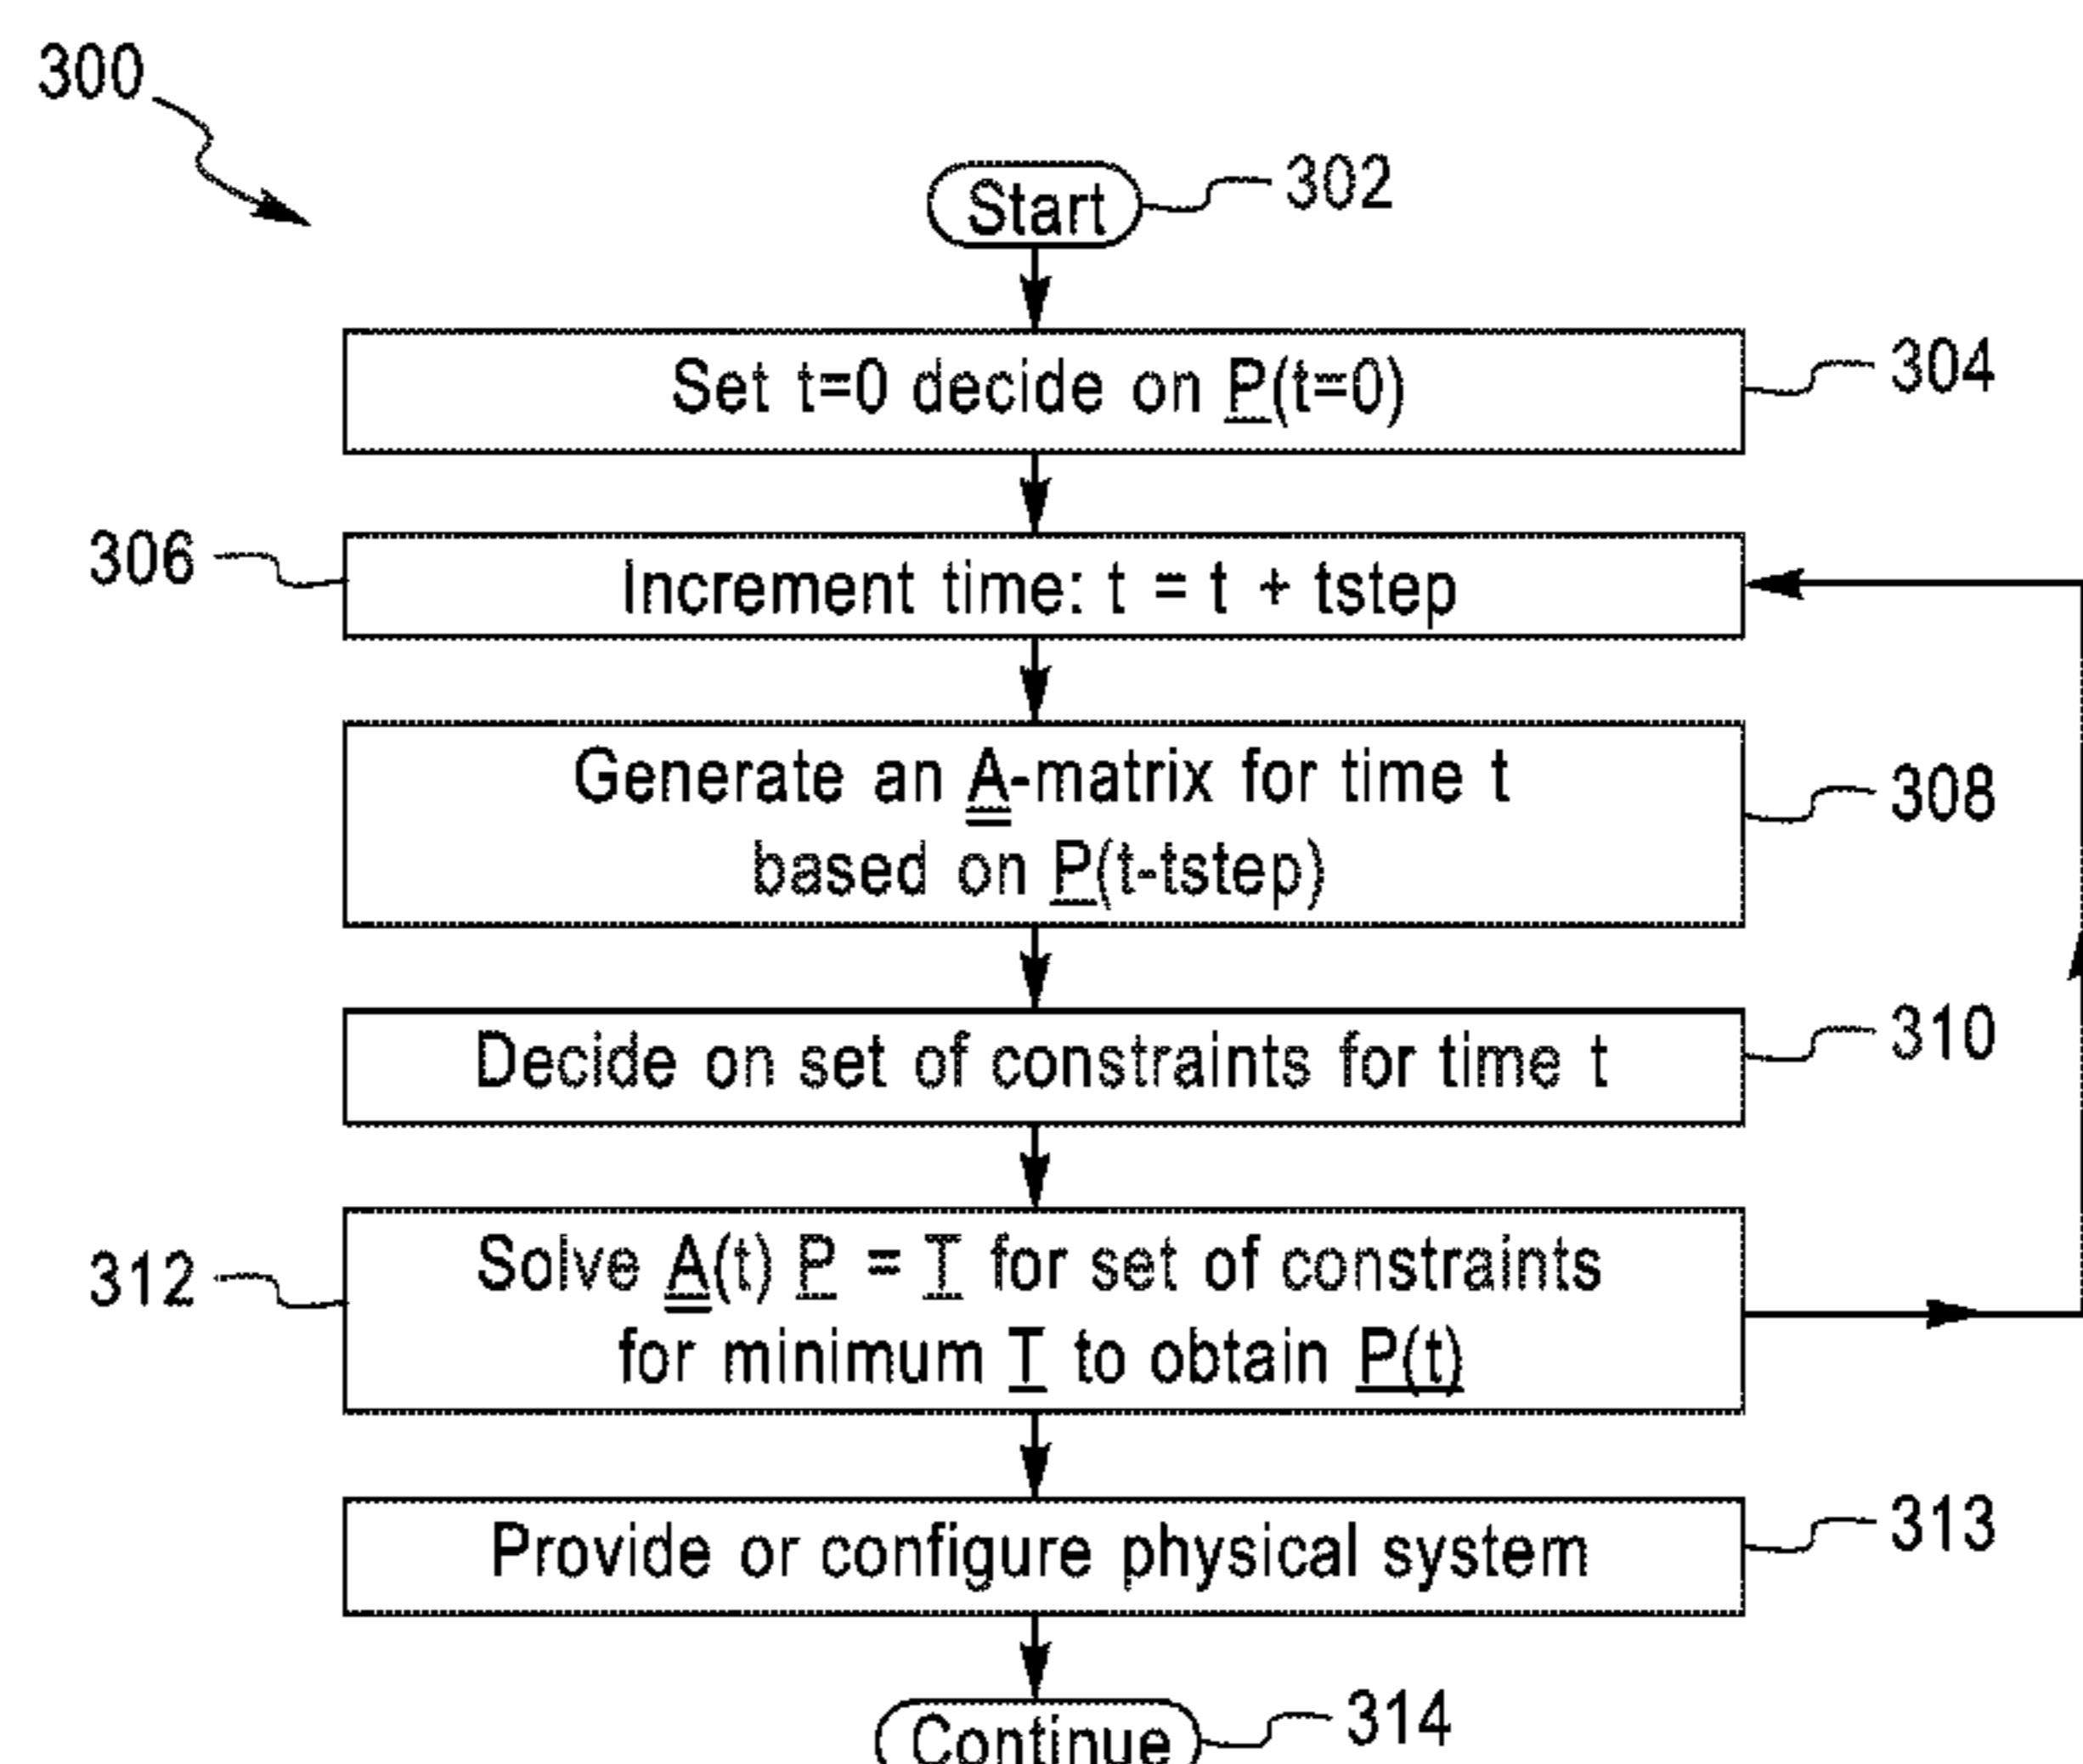 300
Start
302
Set t=0 decide on P(t=0)
304
306
Increment time: t = t + tstep
Generate an A-matrix for time t
based on P(t-tstep)
308
Decide on set of constraints for time t
310
312
Solve A(t) P = T for set of constraints
for minimum T to obtain P(t)
Provide or configure physical system
313
Continue
314